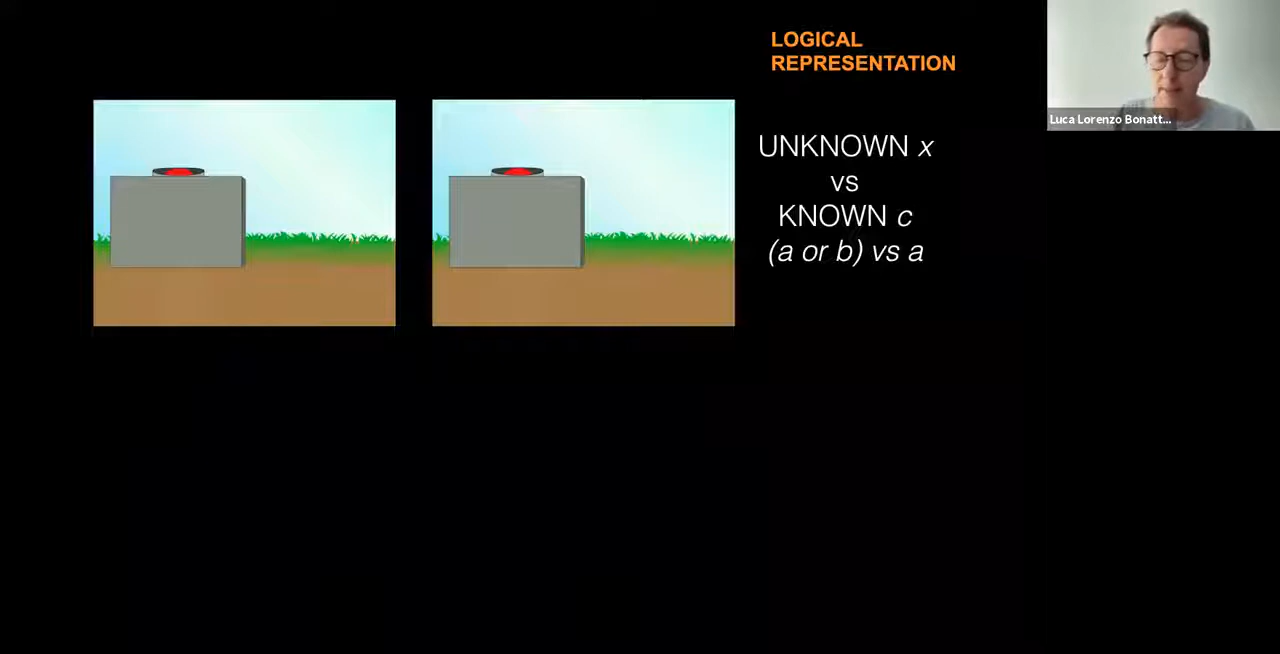 LOGICAL
REPRESENTATION
UNKNOWN x
vs
KNOWN c
(a or b) vs a
Luca Lorenzo Bonatt...